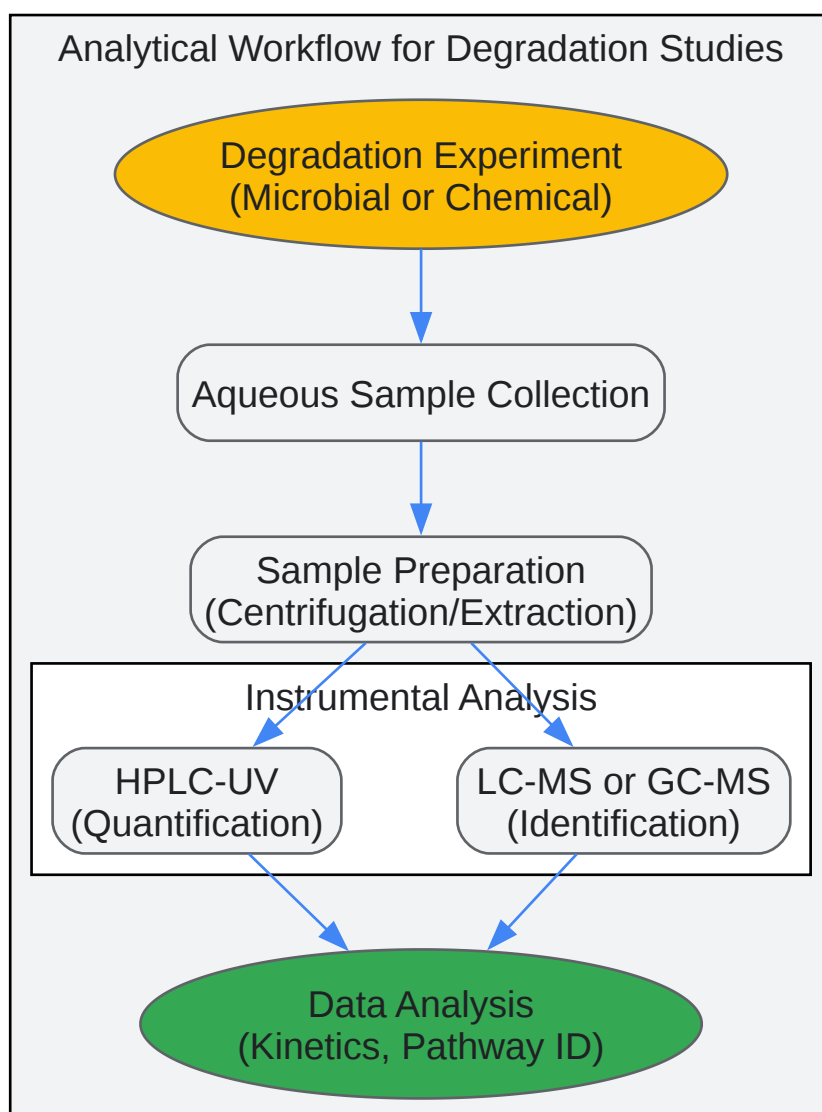 Analytical Workflow for Degradation Studies
Degradation Experiment
(Microbial or Chemical)
Aqueous Sample Collection
Sample Preparation
(Centrifugation/Extraction)
Instrumental Analysis
HPLC-UV
(Quantification)
LC-MS or GC-MS
(Identification)
Data Analysis
(Kinetics, Pathway ID)